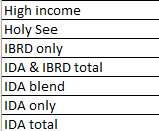 High income
Holy See
IBRD only
IDA & IBRD total
IDA blend
IDA only
IDA total